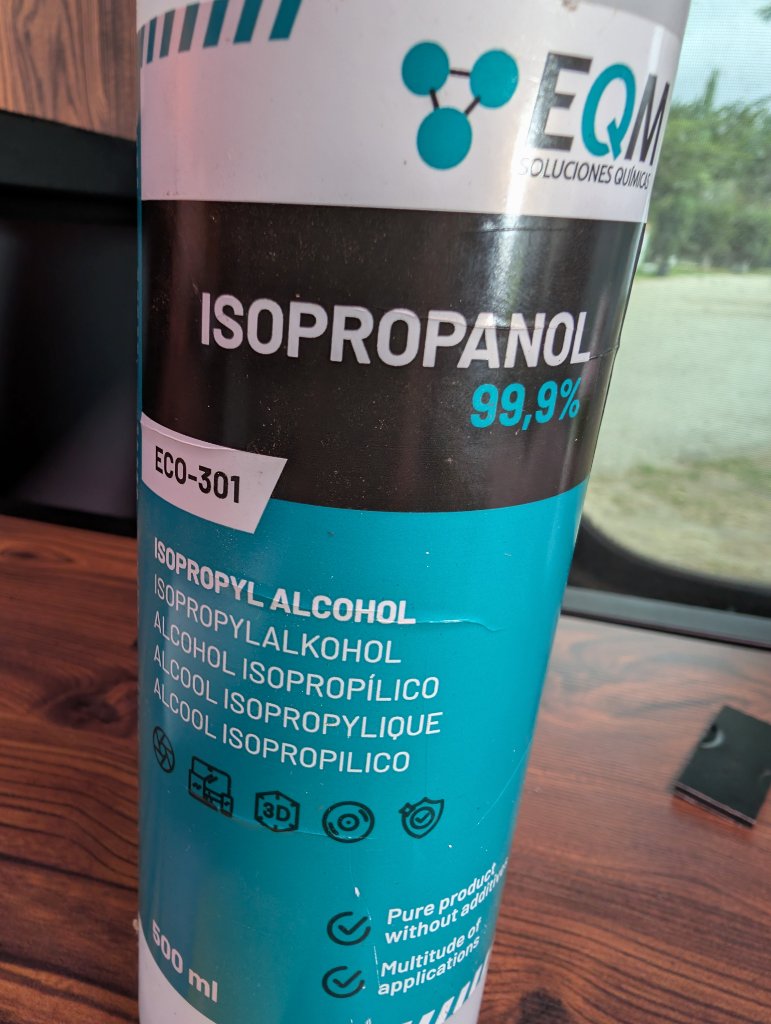 EQM
SOLUCIONES QUÍMICAS
ISOPROPANOL
99,9%
ECO-301
ISOPROPYL ALCOHOL
ISOPROPYLALKOHOL
ALCOHOL ISOPROPÍLICO
ALCOOL ISOPROPYLIQUE
ALCOOL ISOPROPILICO
3D
Pure product
without additives
Multitude of
applications
500 ml